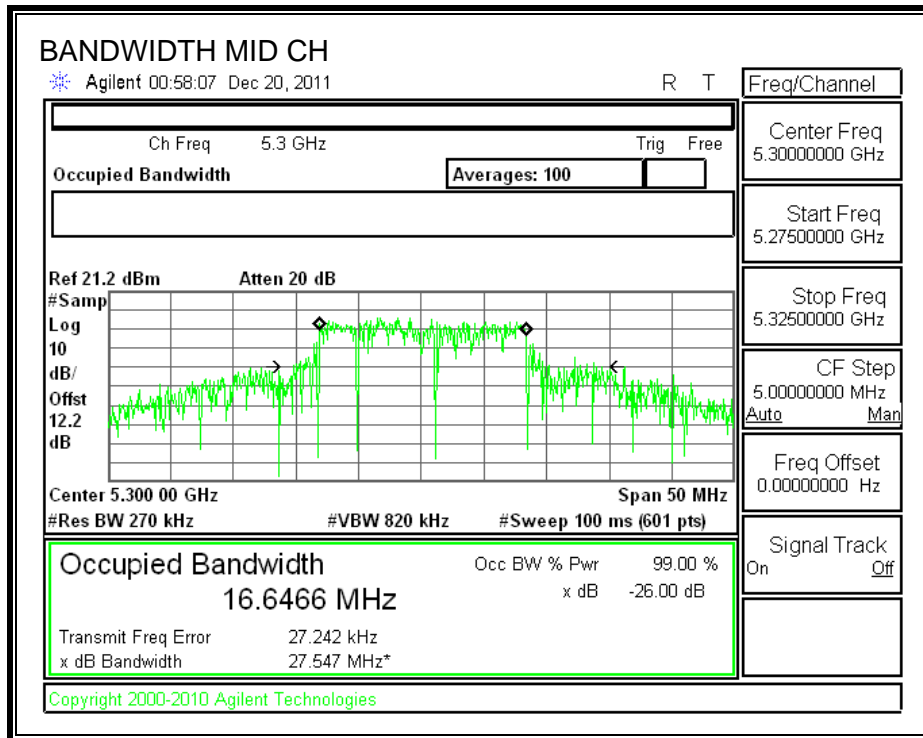 BANDWIDTH MID CH
Agilent 00:58:07 Dec 20, 2011 R T
Ch Freq 5.3 GHz Trig Free
Occupied Bandwidth Averages: 100
Ref 21.2 dBm Atten 20 dB
#Samp
Log
10
dB/
Offst
12.2
dB
Center 5.300 00 GHz Span 50 MHz
#Res BW 270 kHz #VBW 820 kHz #Sweep 100 ms (601 pts)
Occupied Bandwidth Occ BW % Pwr 99.00 %
16.6466 MHz x dB -26.00 dB
Transmit Freq Error 27.242 kHz
x dB Bandwidth 27.547 MHz*
Copyright 2000-2010 Agilent Technologies
Freq/Channel
Center Freq
5.30000000 GHz
Start Freq
5.27500000 GHz
Stop Freq
5.32500000 GHz
CF Step
5.00000000 MHz
Auto Man
Freq Offset
0.00000000 Hz
Signal Track
On Off